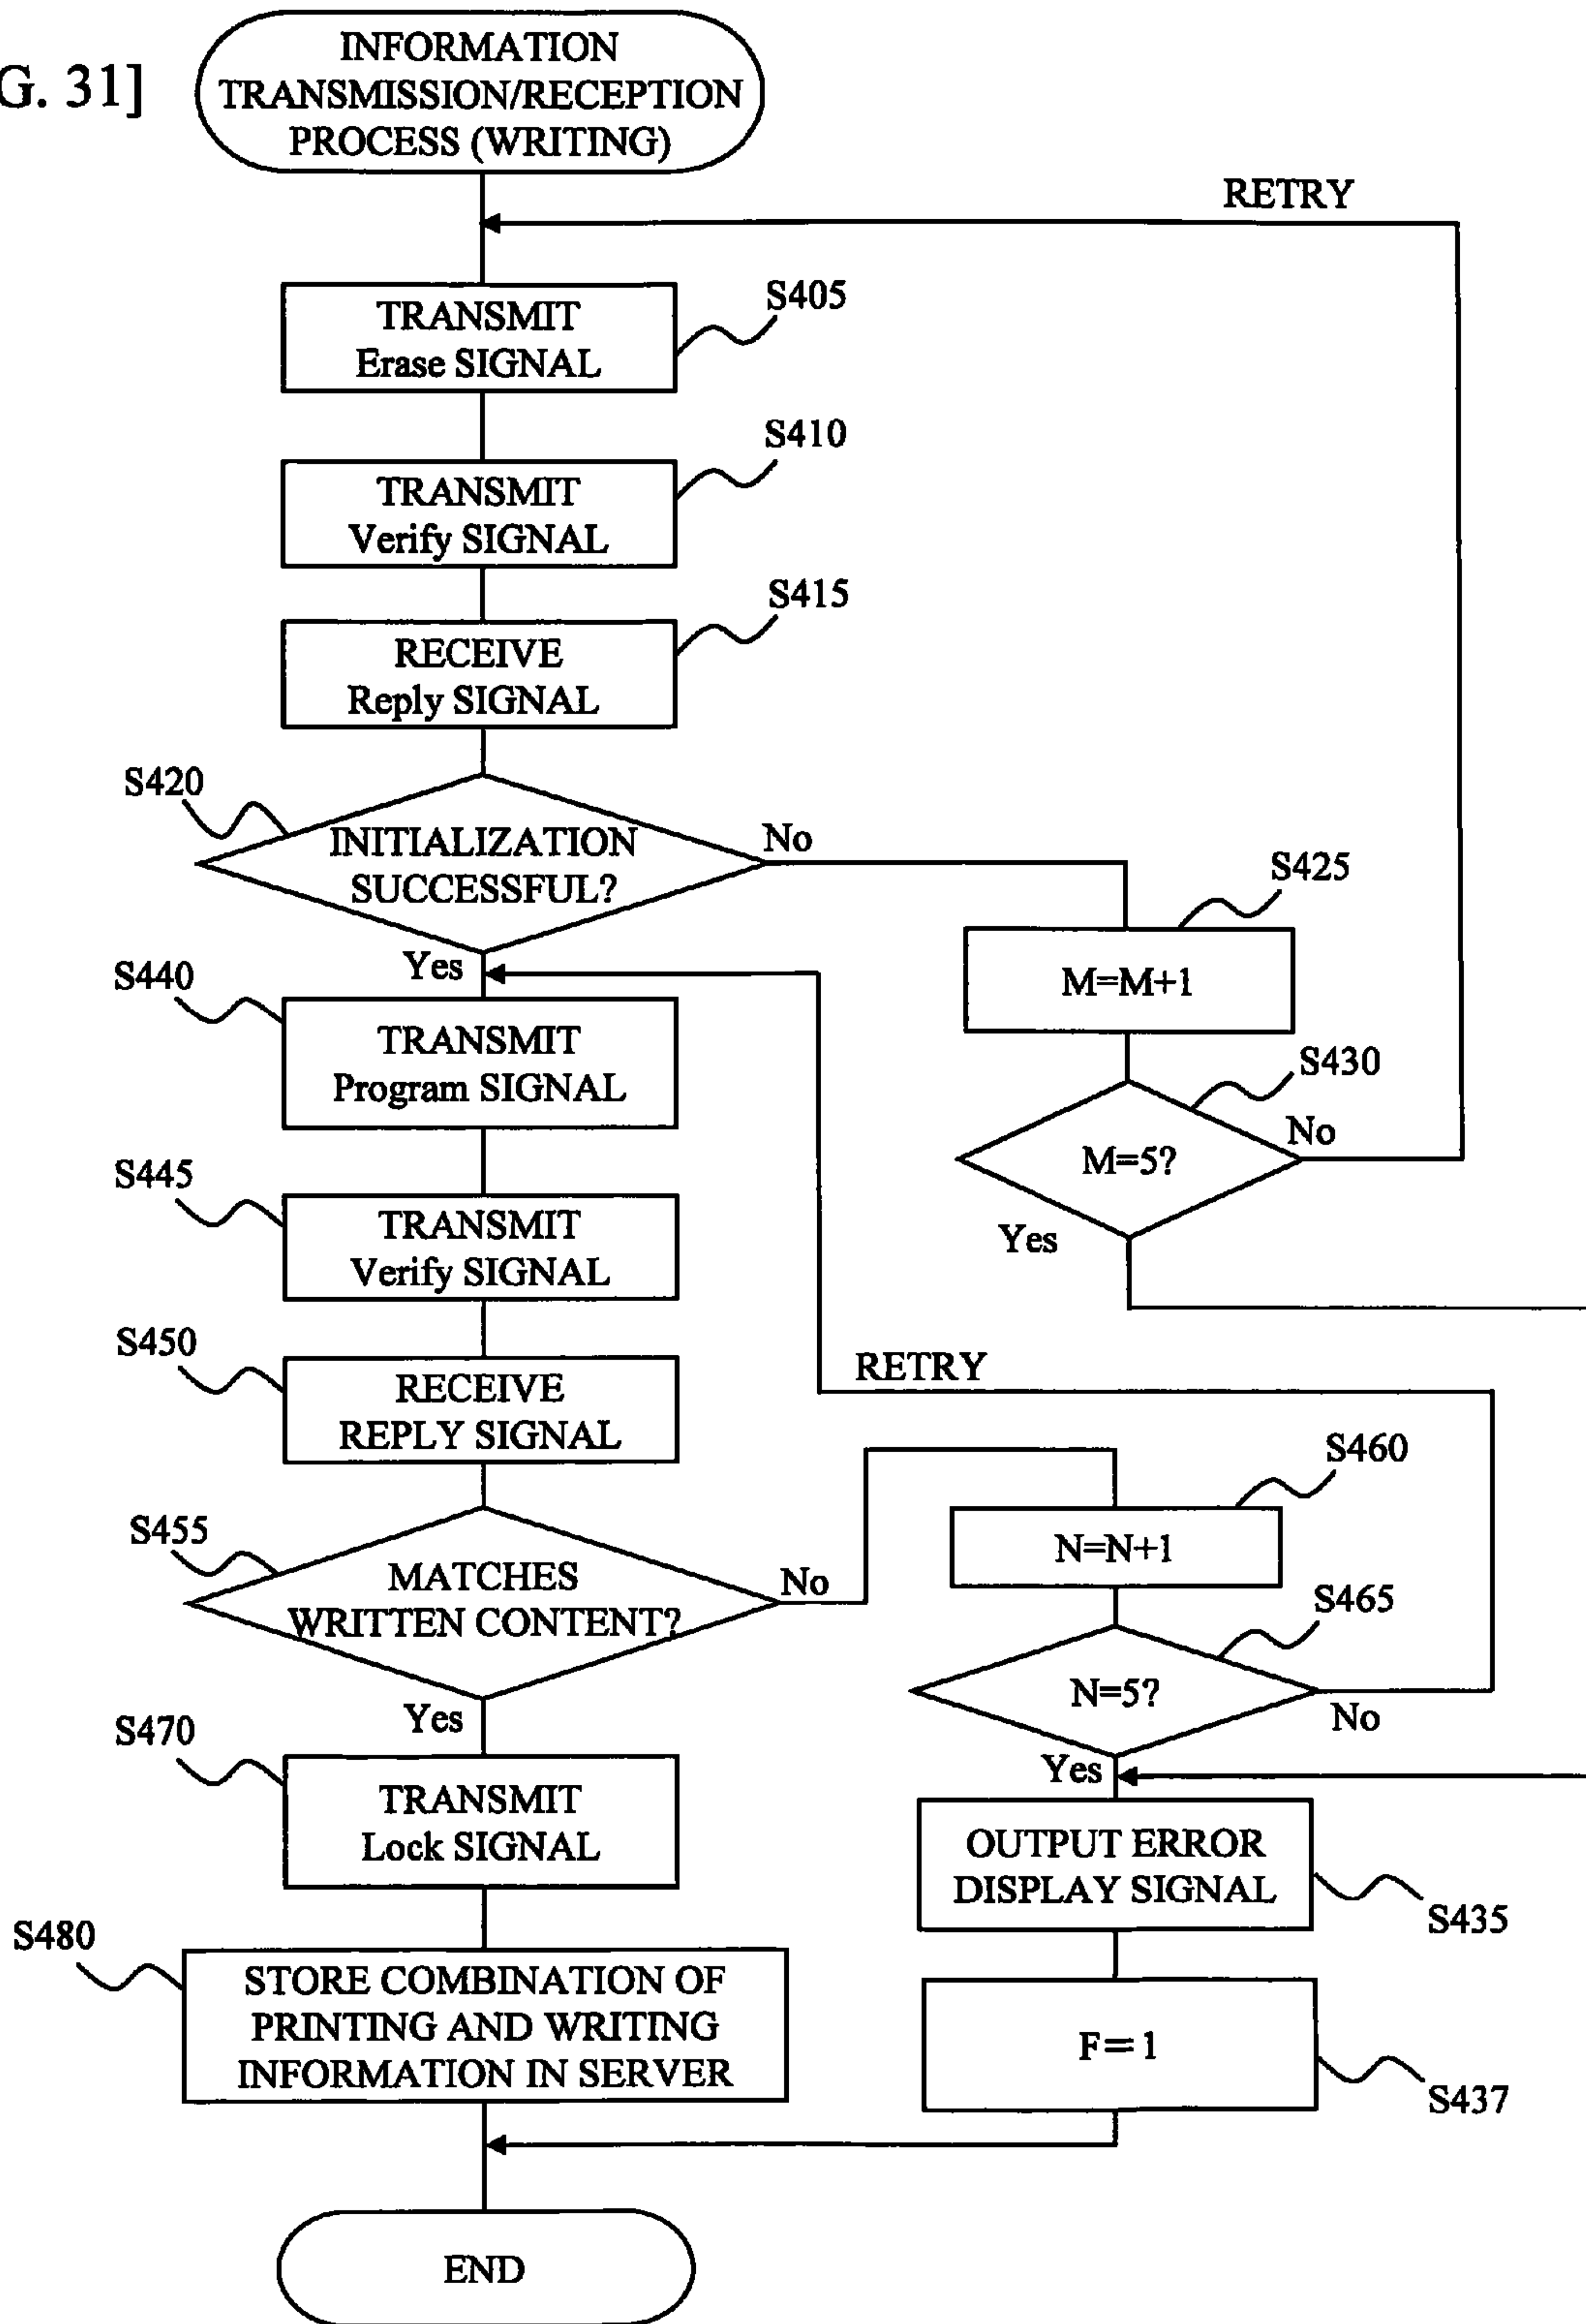 G. 31]
INFORMATION
TRANSMISSION/RECEPTION
PROCESS (WRITING)
RETRY
S405
TRANSMIT
Erase SIGNAL
S410
TRANSMIT
Verify SIGNAL
S415
RECEIVE
Reply SIGNAL
S420
INITIALIZATION
SUCCESSFUL?
No
Yes
S425
M=M+1
S430
M=5?
No
Yes
S440
TRANSMIT
Program SIGNAL
S445
TRANSMIT
Verify SIGNAL
S450
RECEIVE
REPLY SIGNAL
RETRY
S455
MATCHES
WRITTEN CONTENT?
No
Yes
S460
N=N+1
S465
N=5?
No
Yes
S470
TRANSMIT
Lock SIGNAL
OUTPUT ERROR
DISPLAY SIGNAL
S435
S480
STORE COMBINATION OF
PRINTING AND WRITING
INFORMATION IN SERVER
F=1
S437
END